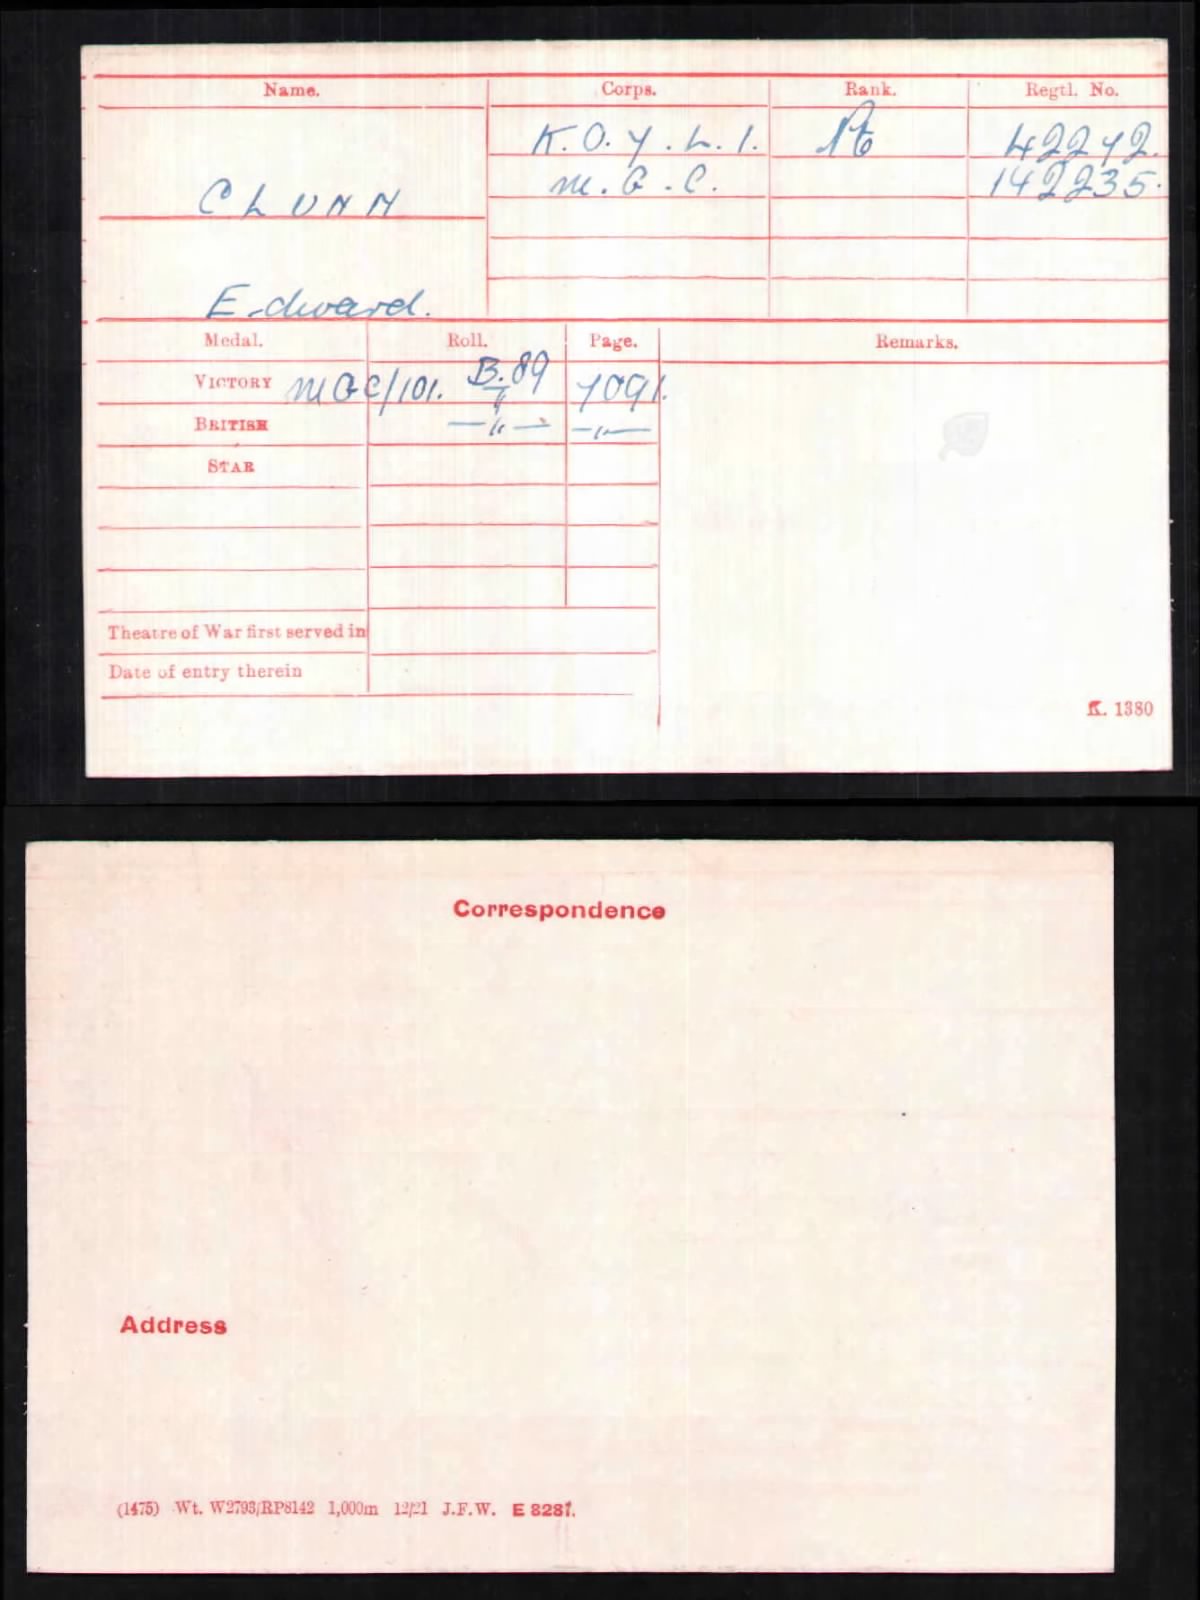 Name. Corps. Rank. Regtl. No.
K.O.Y.L.I. Pte 42272.
CLUNN M.G.C. 142235.
Edward.
Medal. Roll. Page. Remarks.
VICTORY MGC/101. B.89 7091.
BRITISH —"— —"—
STAR
Theatre of War first served in
Date of entry therein
K. 1380
Correspondence
Address
(1475) Wt. W2793/RP8142 1,000m 12/21 J.F.W. E 8281.